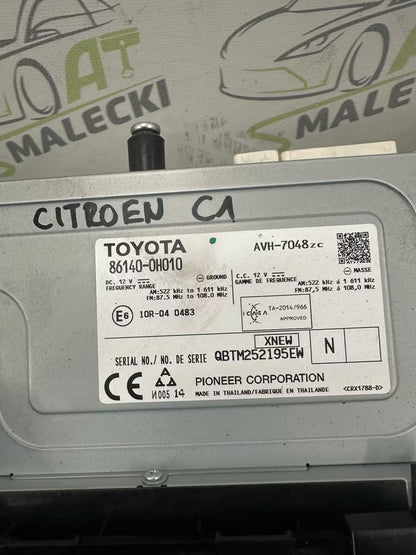 AT
MALECKI
MALECKI
CITROEN C1
TOYOTA
86140-0H010
AVH-7048zc
DC. 12 V
FREQUENCY RANGE
AM:522 kHz to 1 611 kHz
FM:87.5 MHz to 108.0 MHz
GROUND
C.C. 12 V
GAMME DE FREQUENCE
AM:522 kHz à 1 611 kHz
FM:87,5 MHz à 108,0 MHz
MASSE
E6 10R-04 0483
ICASA
TA-2014/966
APPROVED
XNEW
SERIAL NO./NO. DE SERIE QBTM252195EW
N
CE
И005 14
PIONEER CORPORATION
MADE IN THAILAND/FABRIQUÉ EN THAILANDE
<CRX1788-D>